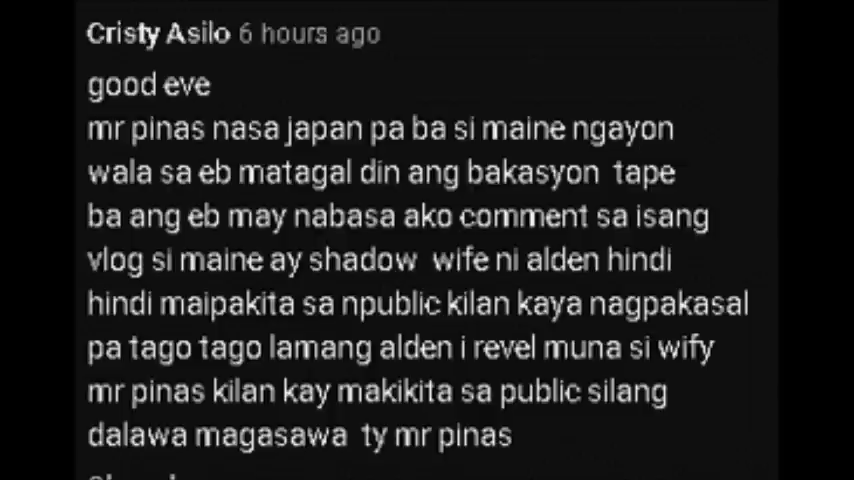 Cristy Asilo 6 hours ago
good eve
mr pinas nasa japan pa ba si maine ngayon
wala sa eb matagal din ang bakasyon tape
ba ang eb may nabasa ako comment sa isang
vlog si maine ay shadow wife ni alden hindi
hindi maipakita sa npublic kilan kaya nagpakasal
pa tago tago lamang alden i revel muna si wify
mr pinas kilan kay makikita sa public silang
dalawa magasawa ty mr pinas